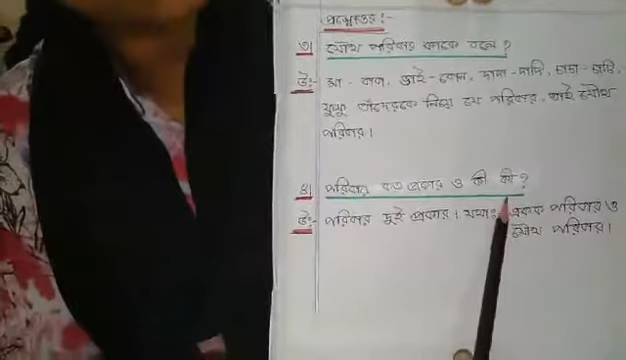 প্রশ্নোত্তর :-
৩। যৌথ পরিবার কাকে বলে ?
উঃ- মা - বাবা, ভাই - বোন, দাদা - দাদি, চাচা - চাচি,
ফুফু এঁদেরকে নিয়ে হয় পরিবার, তাই যৌথ
পরিবার ।
৪। পরিবার কত প্রকার ও কী কী ?
উঃ- পরিবার দুই প্রকার । যথাঃ একক পরিবার ও
যৌথ পরিবার ।